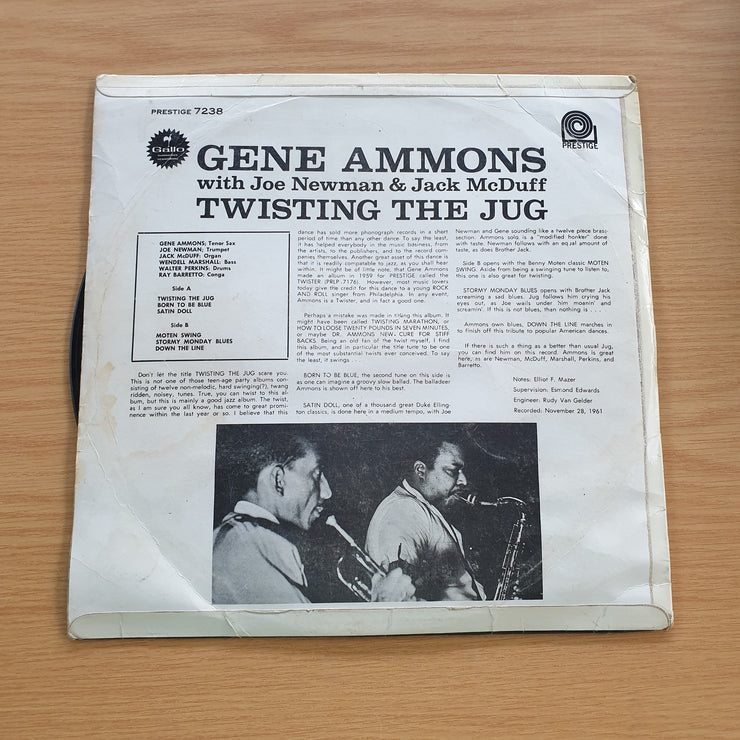 PRESTIGE 7238
Gallo
PRESTIGE
GENE AMMONS
with Joe Newman & Jack McDuff
TWISTING THE JUG
GENE AMMONS; Tenor Sax
JOE NEWMAN; Trumpet
JACK McDUFF: Organ
WENDELL MARSHALL: Bass
WALTER PERKINS: Drums
RAY BARRETTO: Conga
Side A
TWISTING THE JUG
BORN TO BE BLUE
SATIN DOLL
Side B
MOTEN SWING
STORMY MONDAY BLUES
DOWN THE LINE
Don't let the title TWISTING THE JUG scare you.
This is not one of those teen-age party albums con-
sisting of twelve non-melodic, hard swinging(?), twang
ridden, noisey, tunes. True, you can twist to this al-
bum, but this is mainly a good jazz album. The twist,
as I am sure you all know, has come to great promi-
nence within the last year or so. I believe that this
dance has sold more phonograph records in a short
period of time than any other dance. To say the least,
it has helped everybody in the music business, from
the artists, to the publishers, and to the record com-
panies themselves. Another great asset of this dance is
that it is readily compatable to jazz, as you shall hear
within. It might be of little note, that Gene Ammons
made an album in 1959 for PRESTIGE called the
TWISTER (PRLP .7176). However, most music lovers
today give the credit for this dance to a young ROCK
AND ROLL singer from Philadelphia. In any event,
Ammons is a Twister, and in fact a good one.
Perhaps a mistake was made in titling this album. It
might have been called TWISTING MARATHON, or
HOW TO LOOSE TWENTY POUNDS IN SEVEN MINUTES,
or maybe DR. AMMONS NEW- CURE FOR STIFF
BACKS. Being an old fan of the twist myself, I find
this album, and in particular the title tune to be one
of the most substantial twists ever conceived. To say
the least, it swings . . .
BORN TO BE BLUE, the second tune on this side is
as one can imagine a groovy slow ballad. The balladeer
Ammons is shown off here to his best.
SATIN DOLL, one of a thousand great Duke Elling-
ton classics, is done here in a medium tempo, with Joe
Newman and Gene sounding like a twelve piece brass-
section. Ammons solo is a "modified honker" done
with taste. Newman follows with an equal amount of
taste, as does Brother Jack.
Side B opens with the Benny Moten classic MOTEN
SWING. Aside from being a swinging tune to listen to,
this one is also great for twisting.
STORMY MONDAY BLUES opens with Brother Jack
screaming a sad blues. Jug follows him crying his
eyes out, as Joe wails under him moanin' and
screamin'. If this is not blues, than nothing is . . .
Ammons own blues, DOWN THE LINE marches in
to finish off this tribute to popular American dances.
If there is such a thing as a better than usual Jug,
you can find him on this record. Ammons is great
here, as are Newman, McDuff, Marshall, Perkins, and
Barretto.
Notes: Elliot F. Mazer
Supervision: Esmond Edwards
Engineer: Rudy Van Gelder
Recorded: November 28, 1961